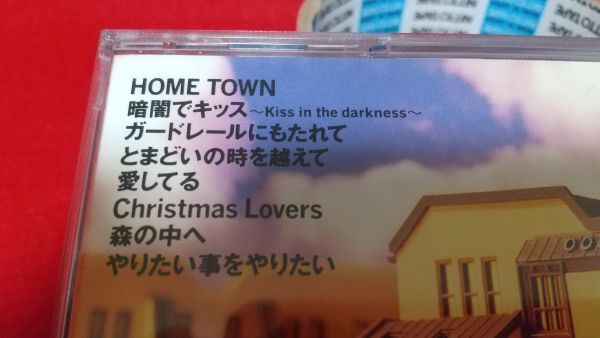 HOME TOWN
暗闇でキッス～Kiss in the darkness～
ガードレールにもたれて
とまどいの時を越えて
愛してる
Christmas Lovers
森の中へ
やりたい事をやりたい